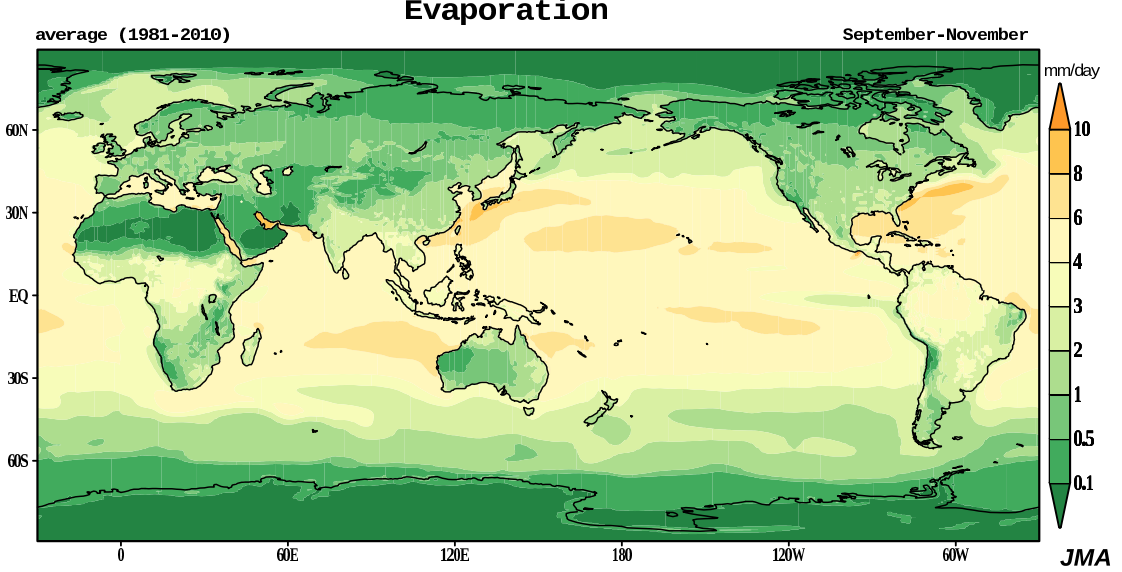 Evaporation
average (1981-2010) September-November
mm/day
10
8
6
4
3
2
1
0.5
0.1
60N
30N
EQ
30S
60S
0 60E 120E 180 120W 60W
JMA